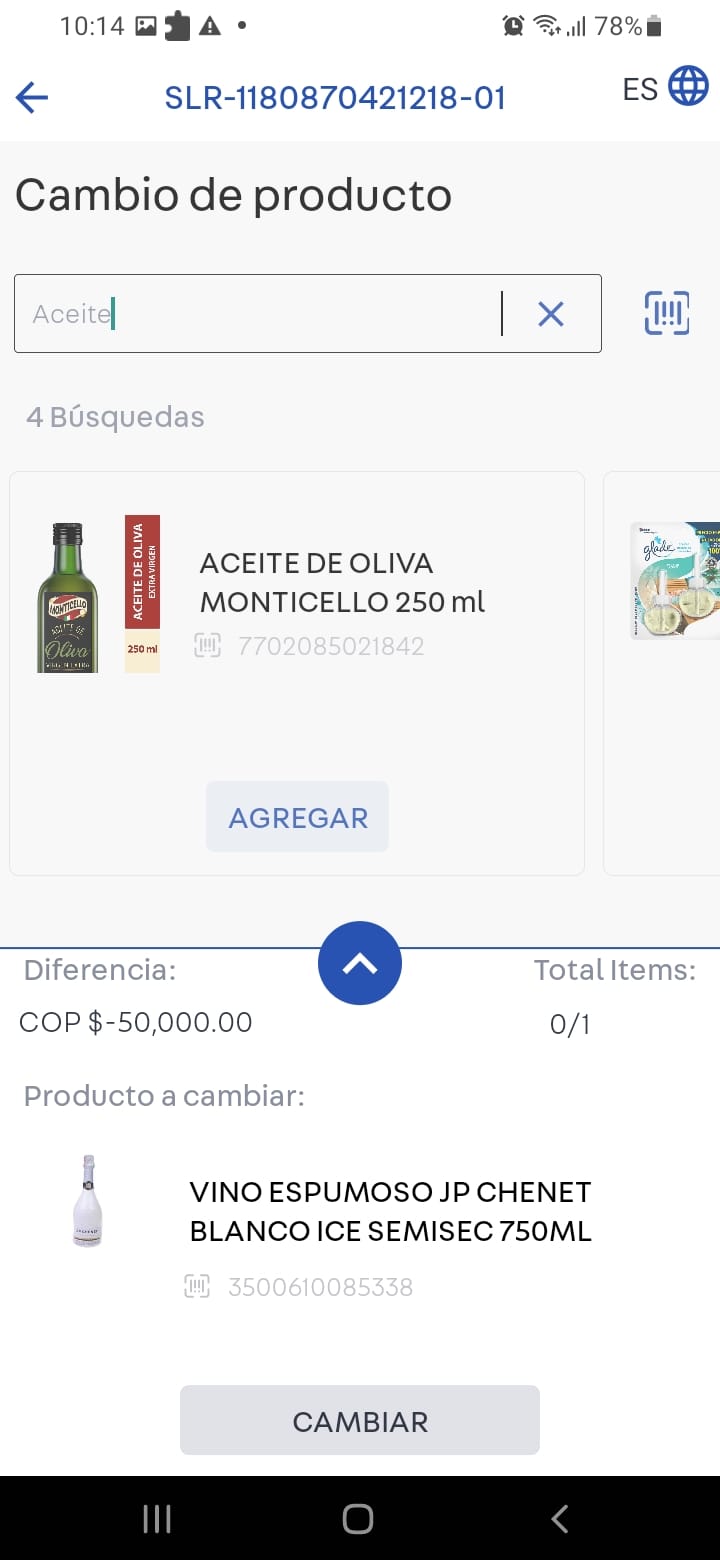 10:14
78%
SLR-1180870421218-01
ES
Cambio de producto
Aceite
4 Búsquedas
MONTICELLO
ACEITE DE
Oliva
VIRGEN EXTRA
ACEITE DE OLIVA
EXTRA VIRGEN
250 ml
ACEITE DE OLIVA
MONTICELLO 250 ml
7702085021842
AGREGAR
glade
Diferencia:
Total Items:
COP $-50,000.00
0/1
Producto a cambiar:
VINO ESPUMOSO JP CHENET
BLANCO ICE SEMISEC 750ML
3500610085338
CAMBIAR